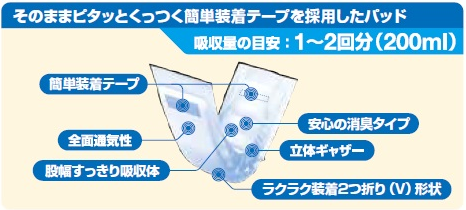 そのままピタッとくっつく簡単装着テープを採用したパッド
吸収量の目安：1～2回分（200ml）
簡単装着テープ
全面通気性
股幅すっきり吸収体
安心の消臭タイプ
立体ギャザー
ラクラク装着2つ折り（V）形状